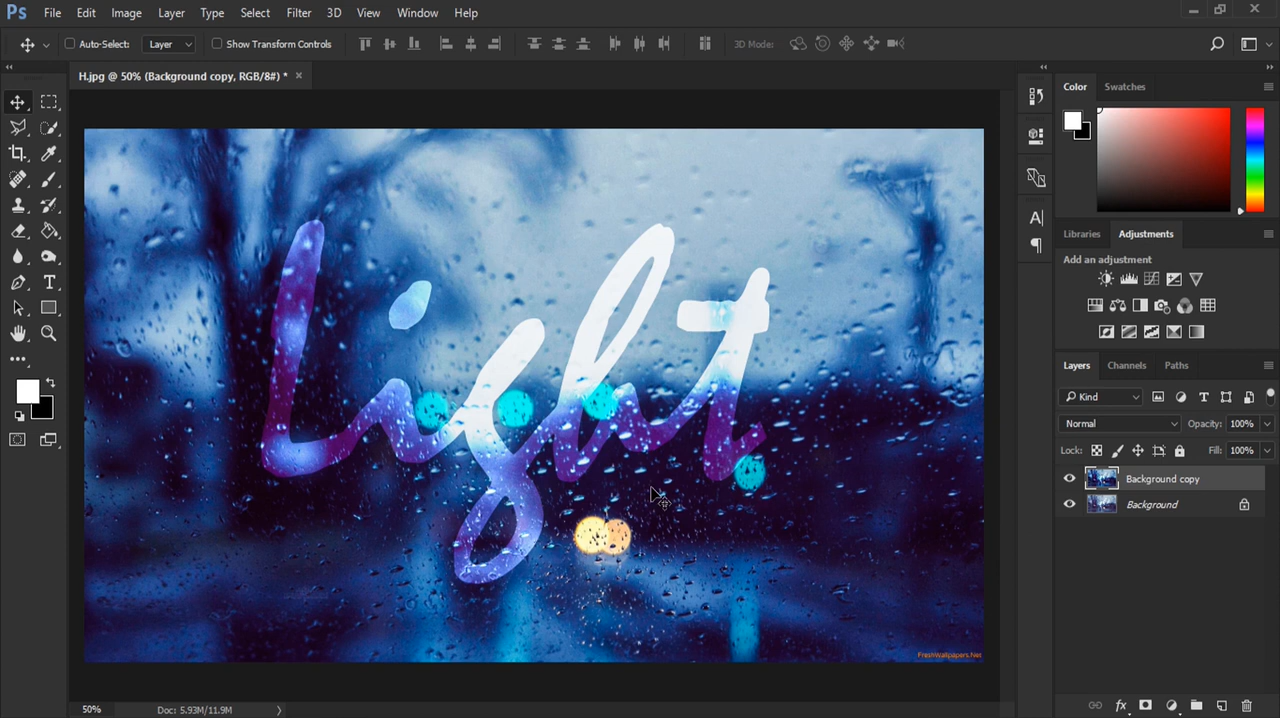 Ps File Edit Image Layer Type Select Filter 3D View Window Help
Auto-Select: Layer Show Transform Controls 3D Mode:
H.jpg @ 50% (Background copy, RGB/8#) * ×
Color Swatches
Libraries Adjustments
Add an adjustment
Light
Layers Channels Paths
Kind
Normal Opacity: 100%
Lock: Fill: 100%
Background copy
Background
FreshWallpapers.Net
50% Doc: 5.93M/11.9M